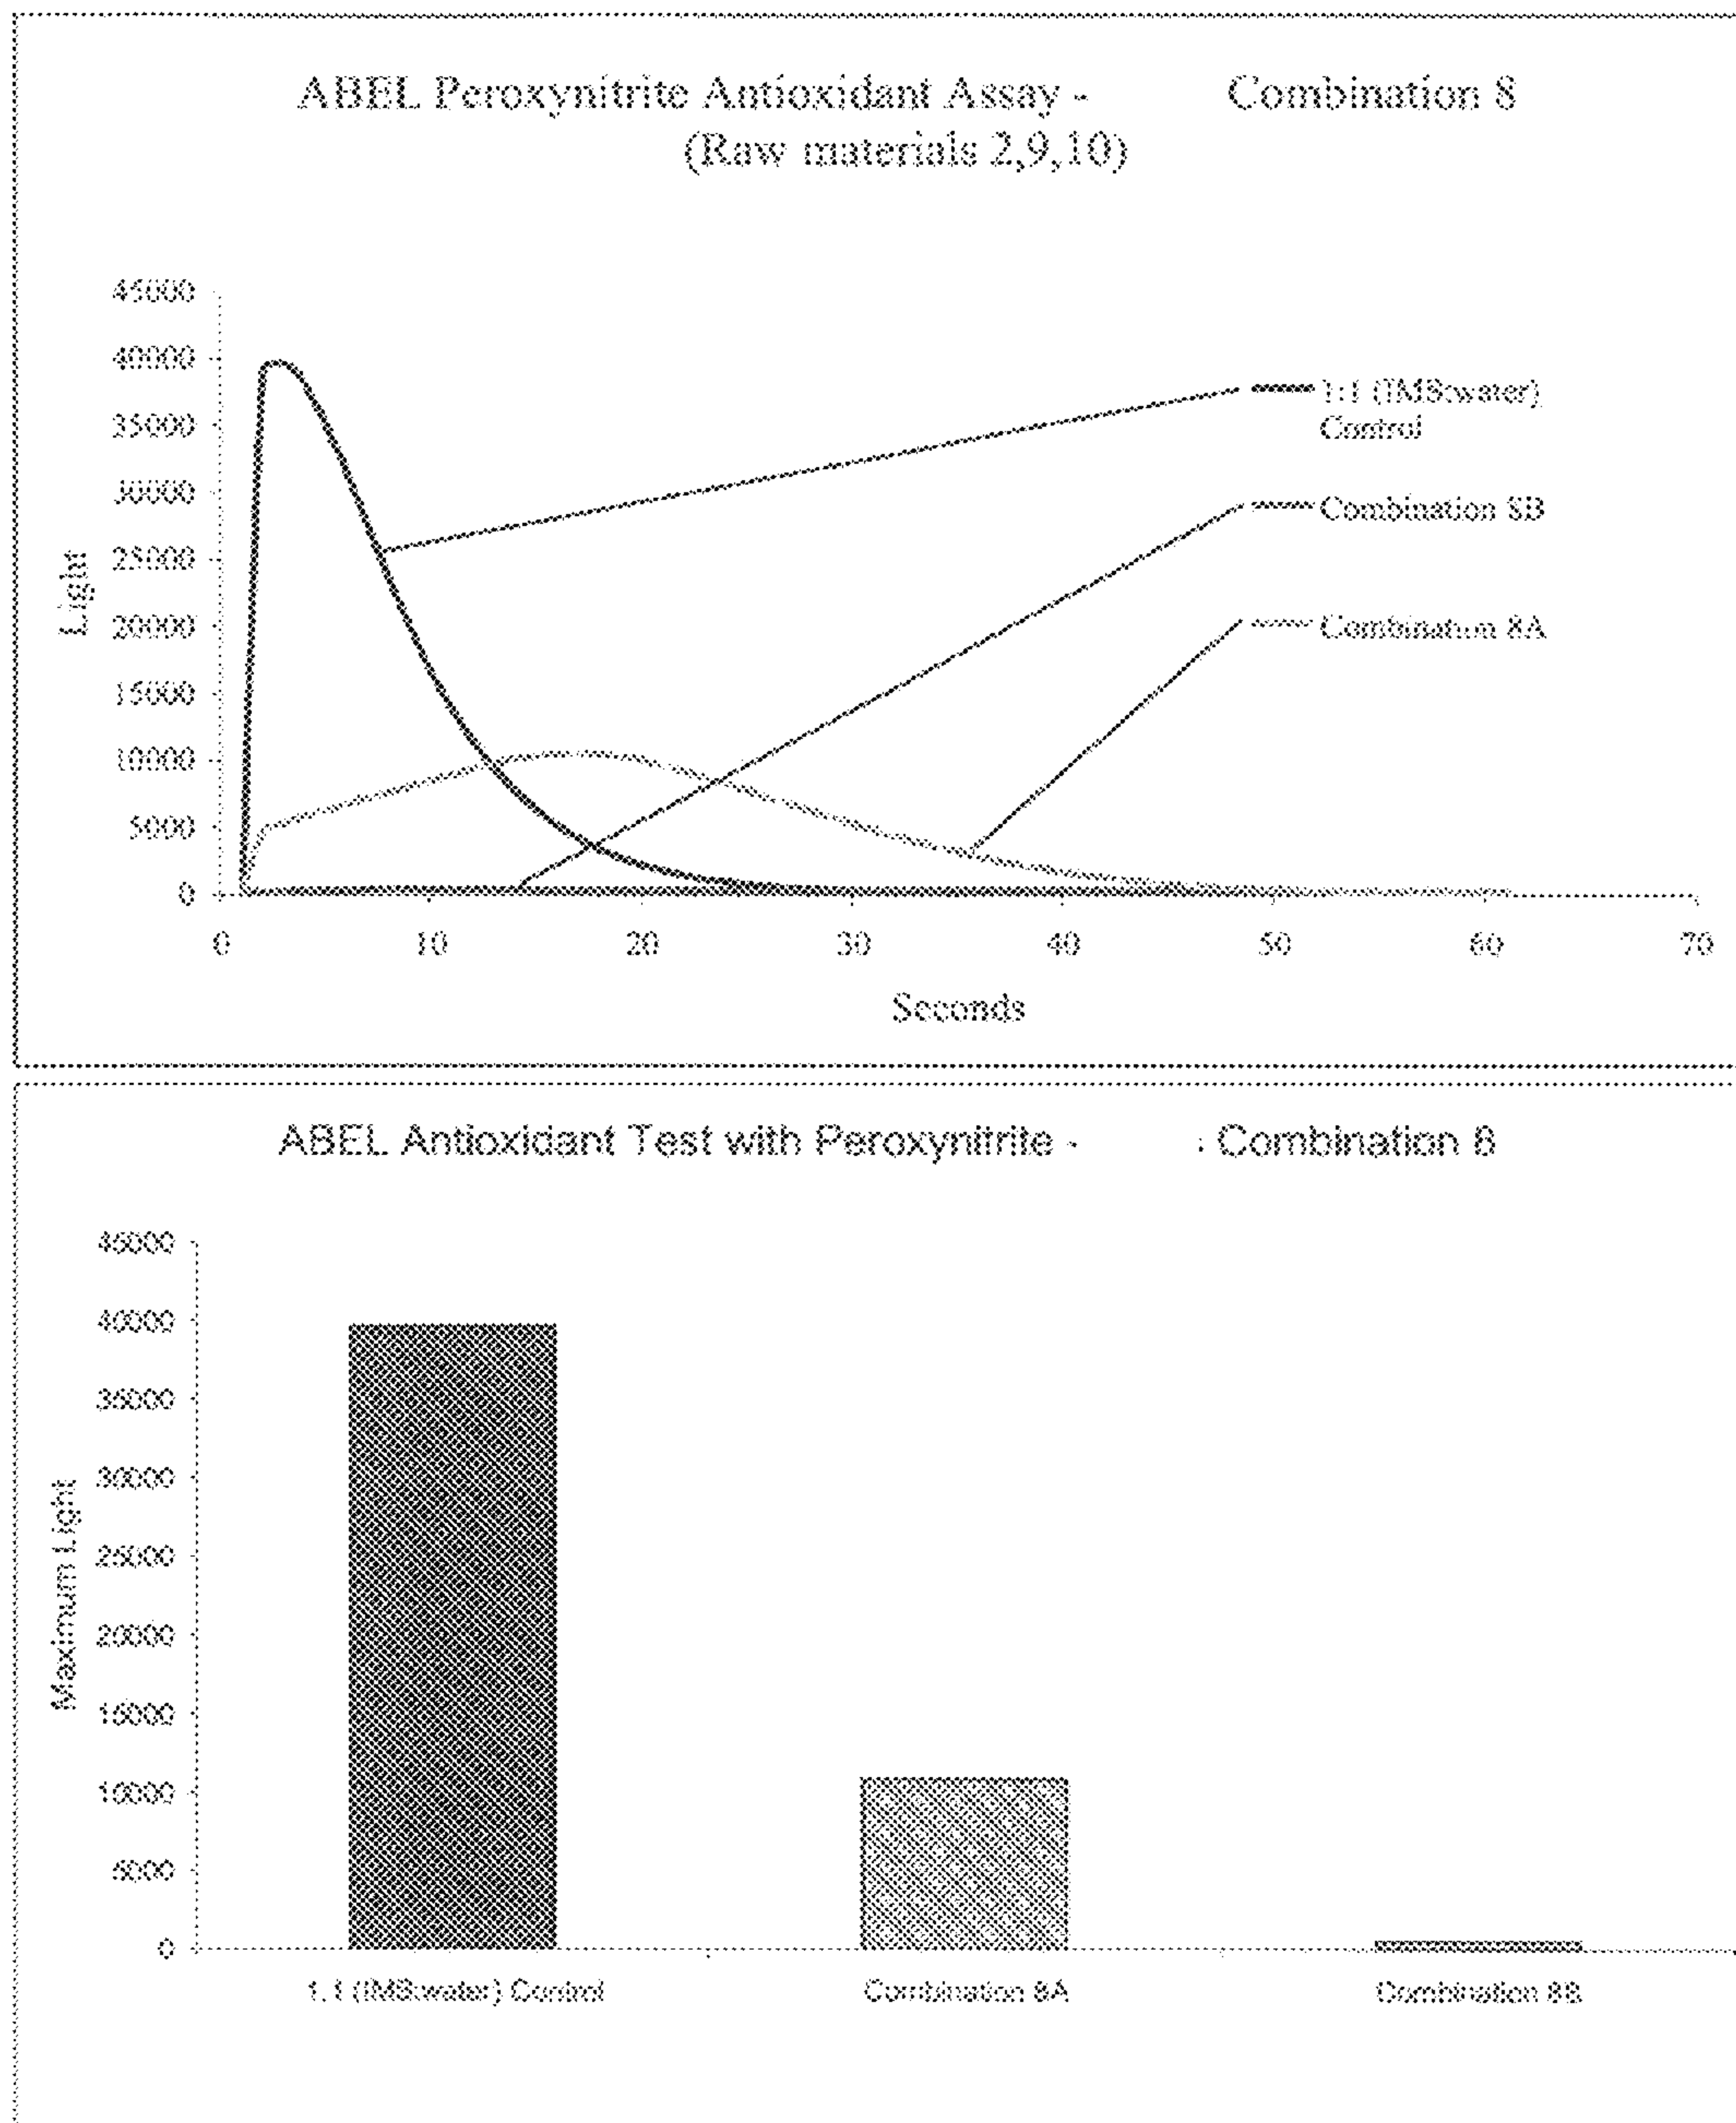 ABEL Peroxynitrite Antioxidant Assay - Combination 8
(Raw materials 2,9,10)
45000
40000
35000
30000
25000
20000
15000
10000
5000
0
Light
1:1 (IMS:water)
Control
Combination 8B
Combination 8A
0 10 20 30 40 50 60 70
Seconds
ABEL Antioxidant Test with Peroxynitrite - : Combination 8
45000
40000
35000
30000
25000
20000
15000
10000
5000
0
Maximum Light
1:1 (IMS:water) Control Combination 8A Combination 8B